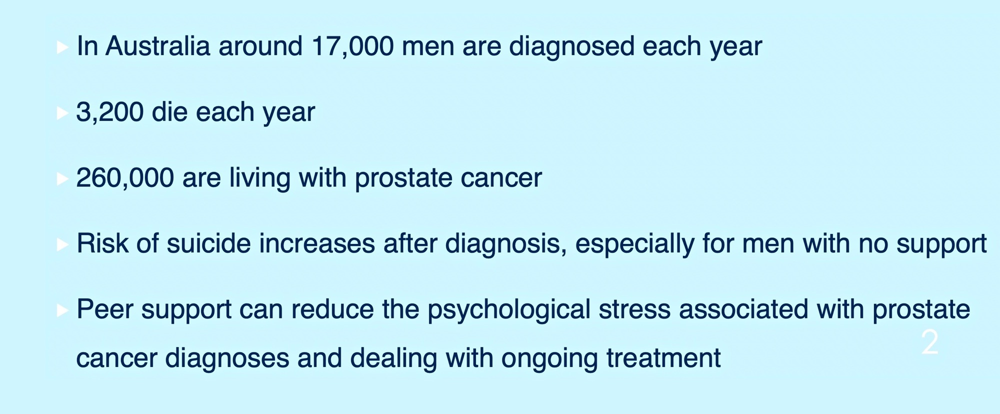 In Australia around 17,000 men are diagnosed each year
3,200 die each year
260,000 are living with prostate cancer
Risk of suicide increases after diagnosis, especially for men with no support
Peer support can reduce the psychological stress associated with prostate
cancer diagnoses and dealing with ongoing treatment
2